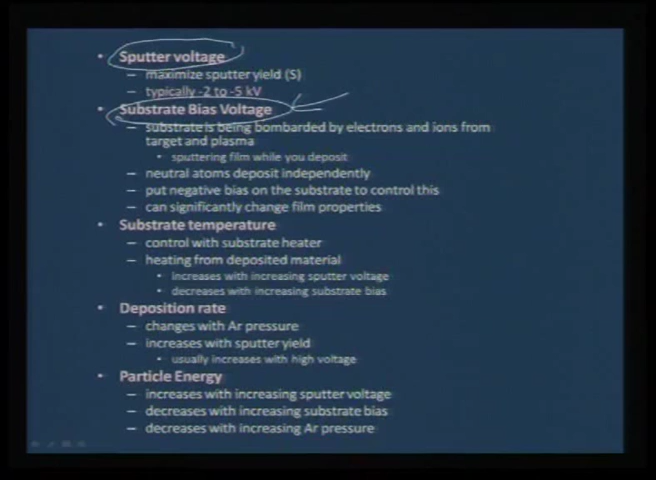 • Sputter voltage
– maximize sputter yield (S)
– typically -2 to -5 kV
• Substrate Bias Voltage
– substrate is being bombarded by electrons and ions from
target and plasma
• sputtering film while you deposit
– neutral atoms deposit independently
– put negative bias on the substrate to control this
– can significantly change film properties
• Substrate temperature
– control with substrate heater
– heating from deposited material
• increases with increasing sputter voltage
• decreases with increasing substrate bias
• Deposition rate
– changes with Ar pressure
– increases with sputter yield
• usually increases with high voltage
• Particle Energy
– increases with increasing sputter voltage
– decreases with increasing substrate bias
– decreases with increasing Ar pressure